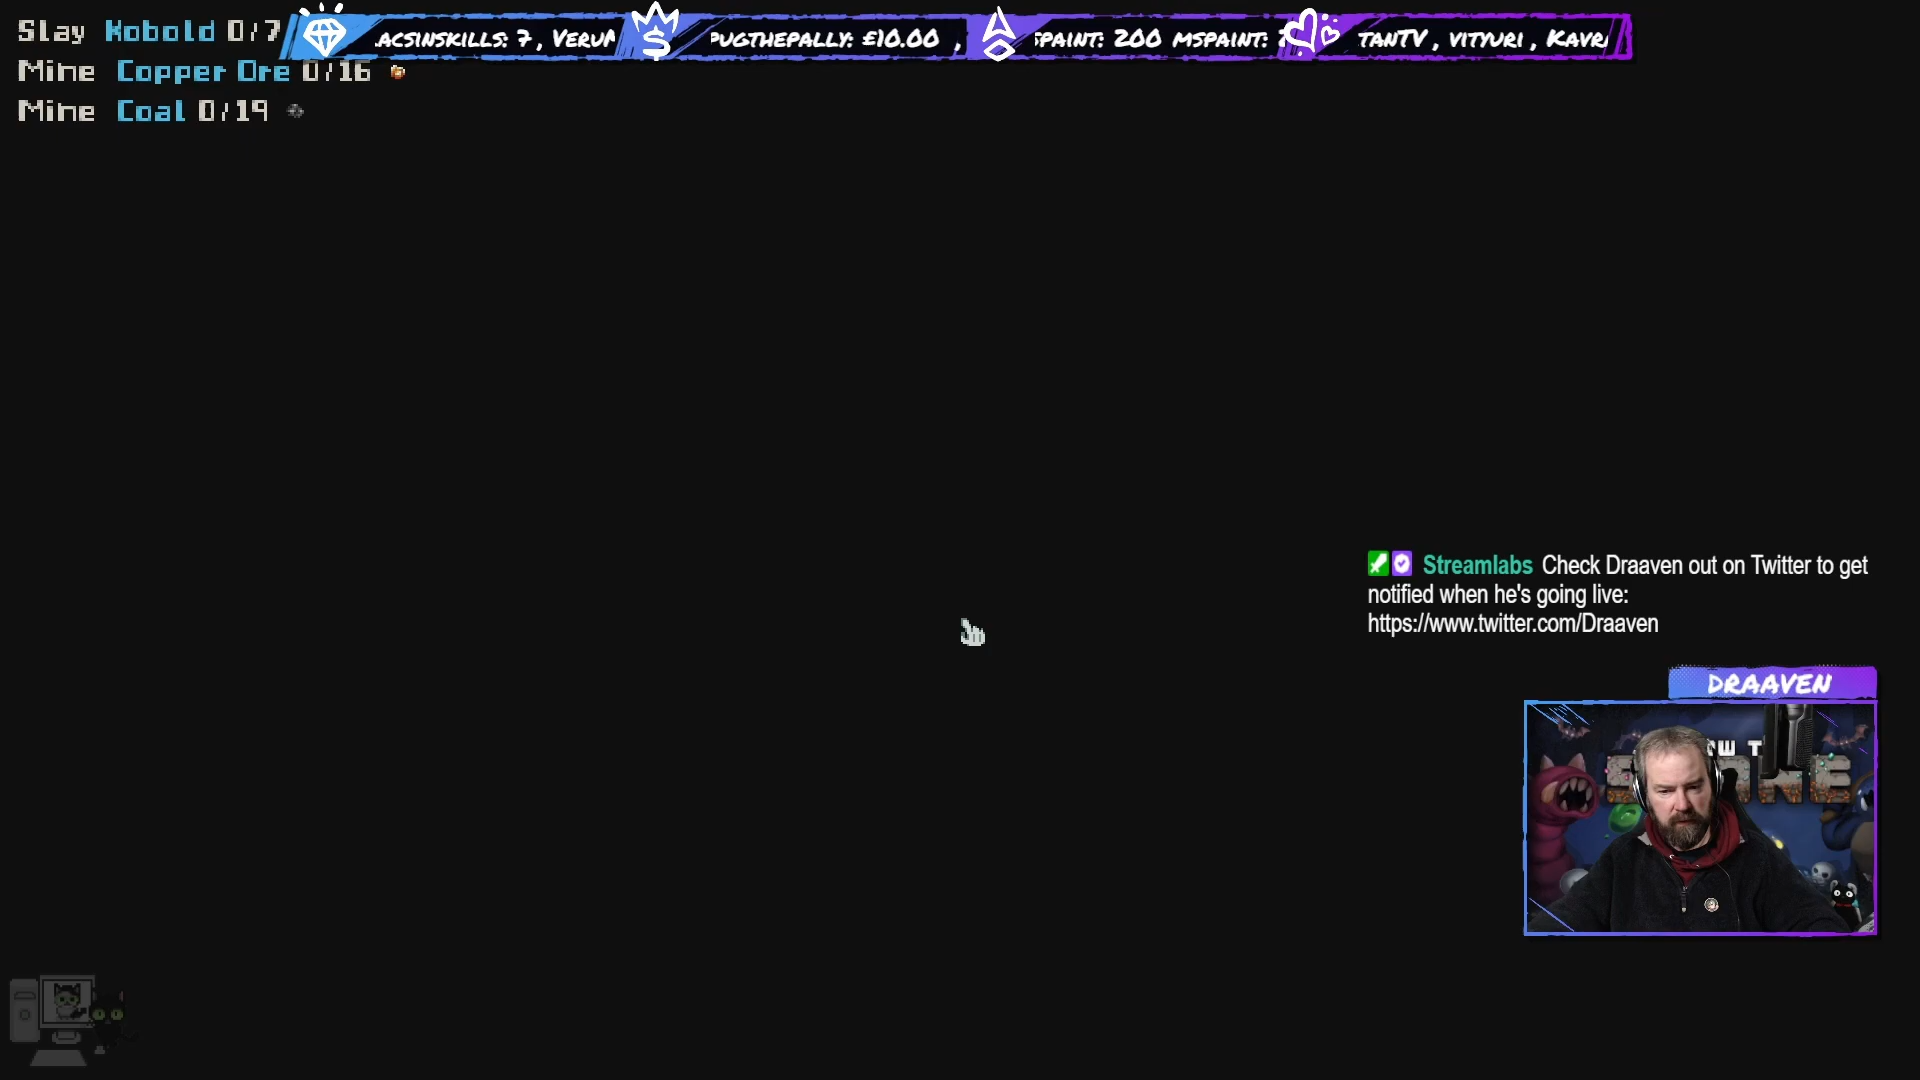 Slay Kobold 0/7
.ACSINSKILLS: 7 , VERUM
PUGTHEPALLY: £10.00 ,
SPAINT: 200 MSPAINT:
TANTV , VITYURI , KAVR
Mine Copper Ore 0/16
Mine Coal 0/19
Streamlabs Check Draaven out on Twitter to get
notified when he's going live:
https://www.twitter.com/Draaven
DRAAVEN